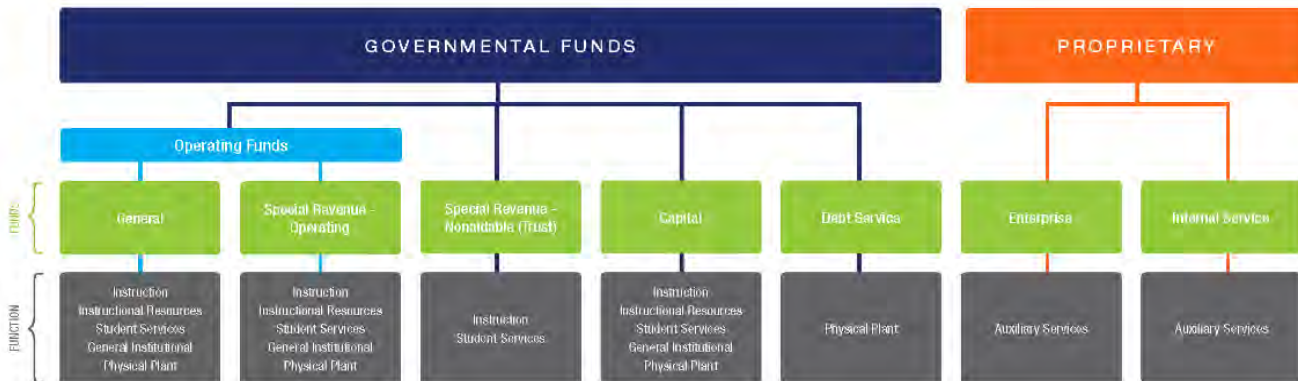 GOVERNMENTAL FUNDS
PROPRIETARY
Operating Funds
FUNDS
General
Special Revenue –
Operating
Special Revenue –
Nonaidable (Trust)
Capital
Debt Service
Enterprise
Internal Service
FUNCTION
Instruction
Instructional Resources
Student Services
General Institutional
Physical Plant
Instruction
Instructional Resources
Student Services
General Institutional
Physical Plant
Instruction
Student Services
Instruction
Instructional Resources
Student Services
General Institutional
Physical Plant
Physical Plant
Auxiliary Services
Auxiliary Services